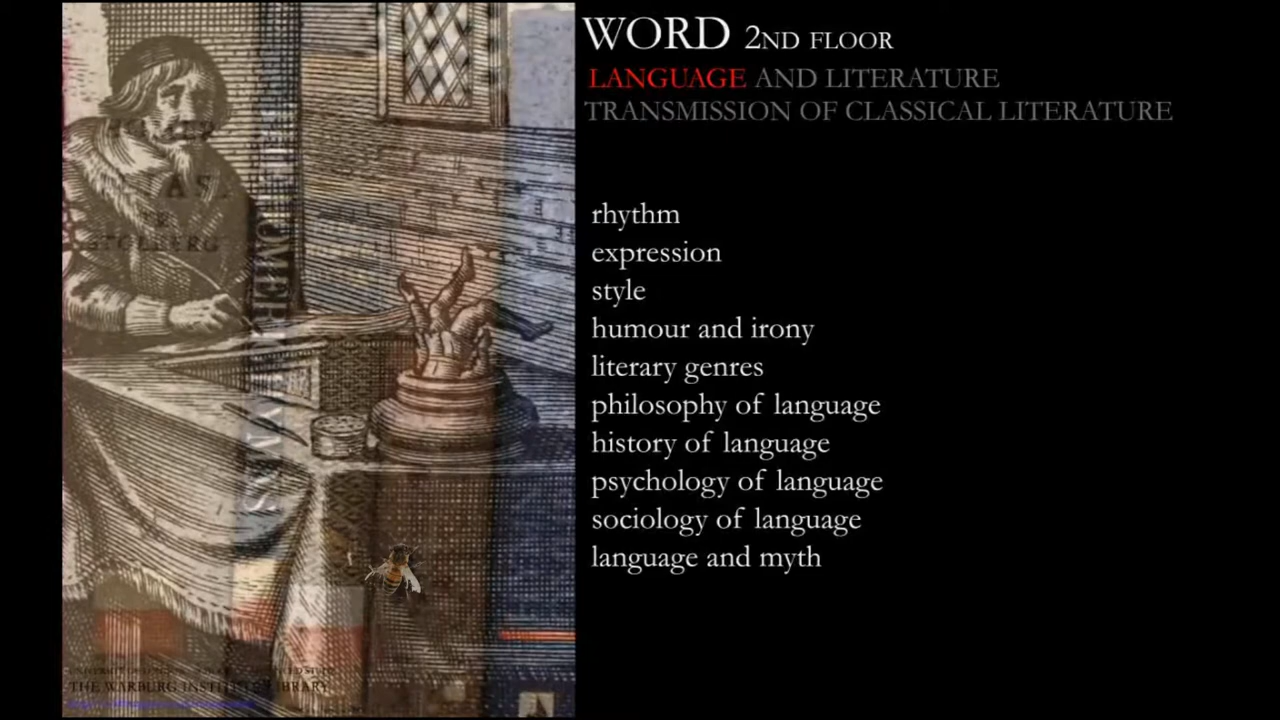 WORD 2ND FLOOR
LANGUAGE AND LITERATURE
TRANSMISSION OF CLASSICAL LITERATURE
rhythm
expression
style
humour and irony
literary genres
philosophy of language
history of language
psychology of language
sociology of language
language and myth
STOLBERG
THE WARBURG INSTITUTE LIBRARY